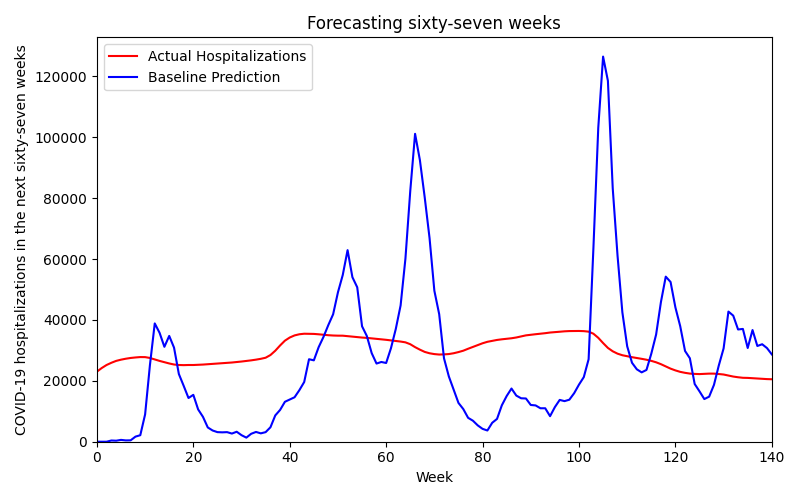 Forecasting sixty-seven weeks
Actual Hospitalizations
Baseline Prediction
COVID-19 hospitalizations in the next sixty-seven weeks
120000
100000
80000
60000
40000
20000
0
0 20 40 60 80 100 120 140
Week